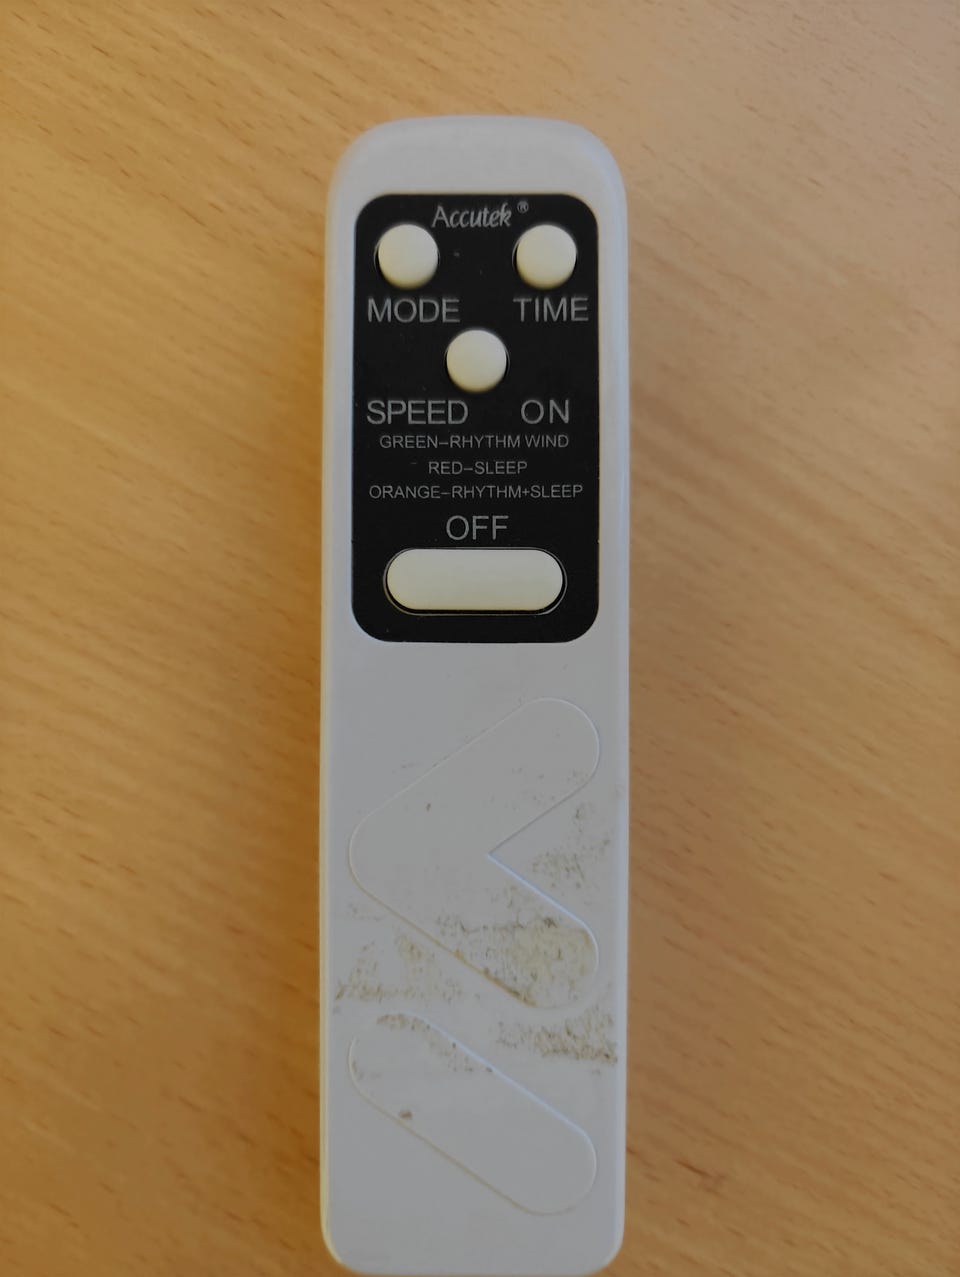 Accutek®
MODE TIME
SPEED ON
GREEN–RHYTHM WIND
RED–SLEEP
ORANGE–RHYTHM+SLEEP
OFF